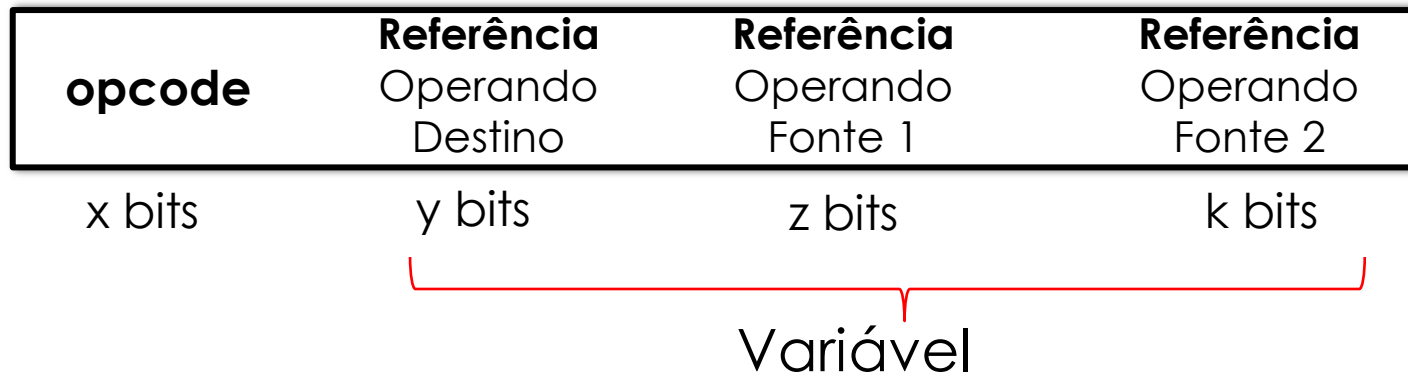 Referência Referência Referência
opcode Operando Operando Operando
Destino Fonte 1 Fonte 2
x bits y bits z bits k bits
Variável